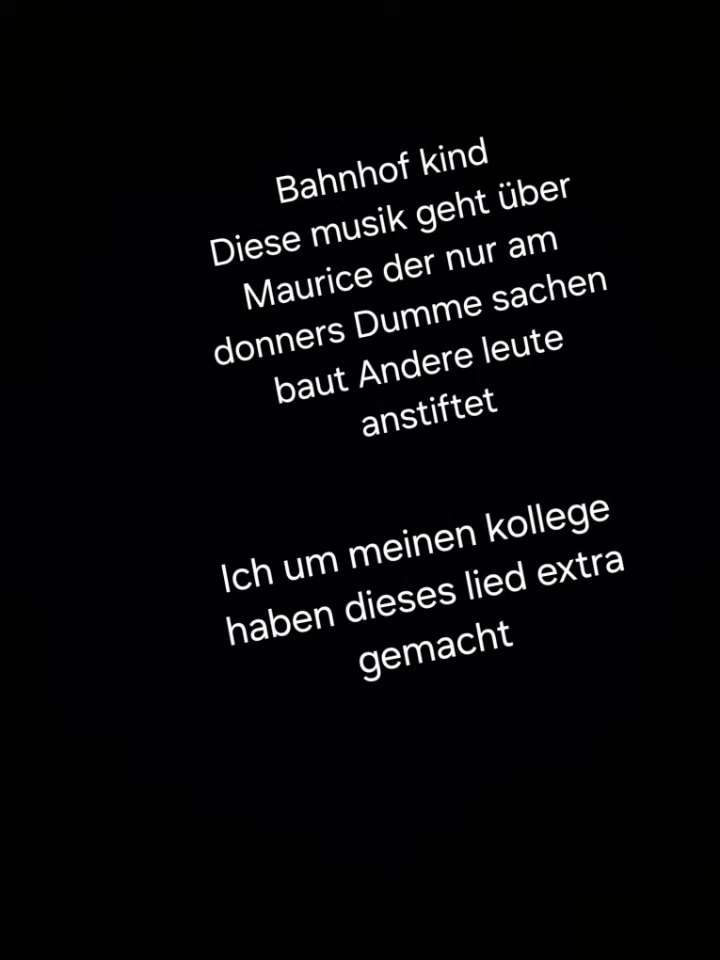 Bahnhof kind
Diese musik geht über
Maurice der nur am
donners Dumme sachen
baut Andere leute
anstiftet
Ich um meinen kollege
haben dieses lied extra
gemacht